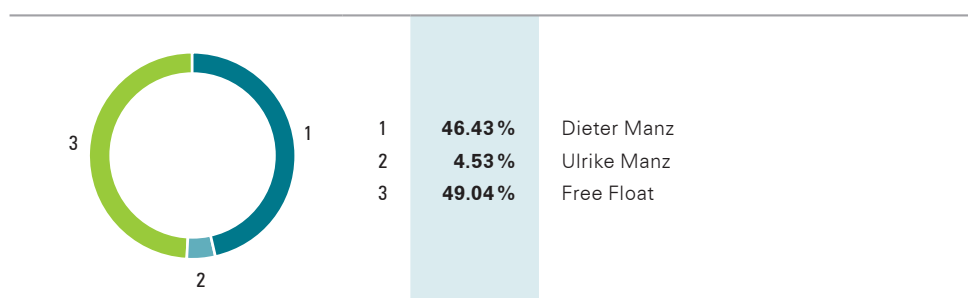 1
3
2
1 46.43 % Dieter Manz
2 4.53 % Ulrike Manz
3 49.04 % Free Float